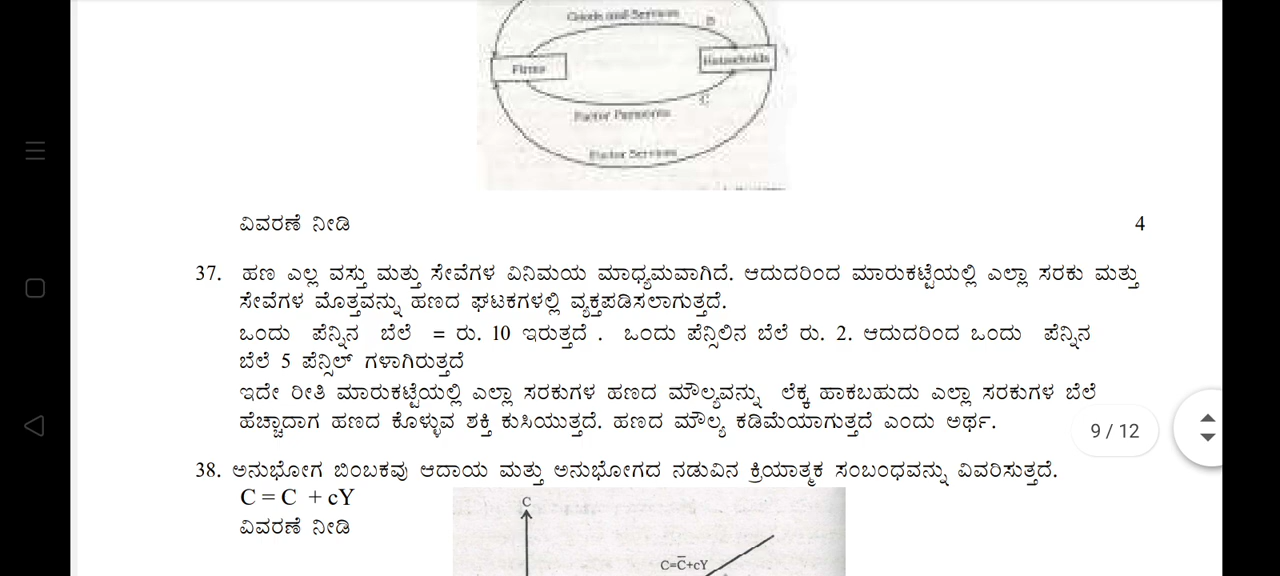 Goods and Services
B
Firms
Households
C
Factor Payments
Factor Services
ವಿವರಣೆ ನೀಡಿ 4
37. ಹಣ ಎಲ್ಲ ವಸ್ತು ಮತ್ತು ಸೇವೆಗಳ ವಿನಿಮಯ ಮಾಧ್ಯಮವಾಗಿದೆ. ಆದುದರಿಂದ ಮಾರುಕಟ್ಟೆಯಲ್ಲಿ ಎಲ್ಲಾ ಸರಕು ಮತ್ತು
ಸೇವೆಗಳ ಮೊತ್ತವನ್ನು ಹಣದ ಘಟಕಗಳಲ್ಲಿ ವ್ಯಕ್ತಪಡಿಸಲಾಗುತ್ತದೆ.
ಒಂದು ಪೆನ್ನಿನ ಬೆಲೆ = ರು. 10 ಇರುತ್ತದೆ . ಒಂದು ಪೆನ್ಸಿಲಿನ ಬೆಲೆ ರು. 2. ಆದುದರಿಂದ ಒಂದು ಪೆನ್ನಿನ
ಬೆಲೆ 5 ಪೆನ್ಸಿಲ್ ಗಳಾಗಿರುತ್ತದೆ
ಇದೇ ರೀತಿ ಮಾರುಕಟ್ಟೆಯಲ್ಲಿ ಎಲ್ಲಾ ಸರಕುಗಳ ಹಣದ ಮೌಲ್ಯವನ್ನು ಲೆಕ್ಕ ಹಾಕಬಹುದು ಎಲ್ಲಾ ಸರಕುಗಳ ಬೆಲೆ
ಹೆಚ್ಚಾದಾಗ ಹಣದ ಕೊಳ್ಳುವ ಶಕ್ತಿ ಕುಸಿಯುತ್ತದೆ. ಹಣದ ಮೌಲ್ಯ ಕಡಿಮೆಯಾಗುತ್ತದೆ ಎಂದು ಅರ್ಥ.
9 / 12
38. ಅನುಭೋಗ ಬಿಂಬಕವು ಆದಾಯ ಮತ್ತು ಅನುಭೋಗದ ನಡುವಿನ ಕ್ರಿಯಾತ್ಮಕ ಸಂಬಂಧವನ್ನು ವಿವರಿಸುತ್ತದೆ.
C = C + cY
ವಿವರಣೆ ನೀಡಿ
C
C=C̅+cY